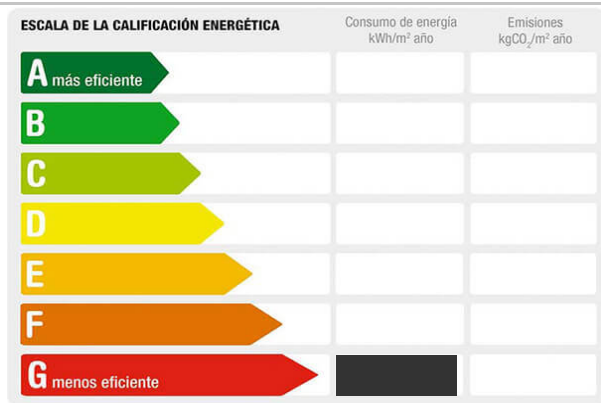 ESCALA DE LA CALIFICACIÓN ENERGÉTICA
Consumo de energía
kWh/m² año
Emisiones
kgCO₂/m² año
A más eficiente
B
C
D
E
F
G menos eficiente